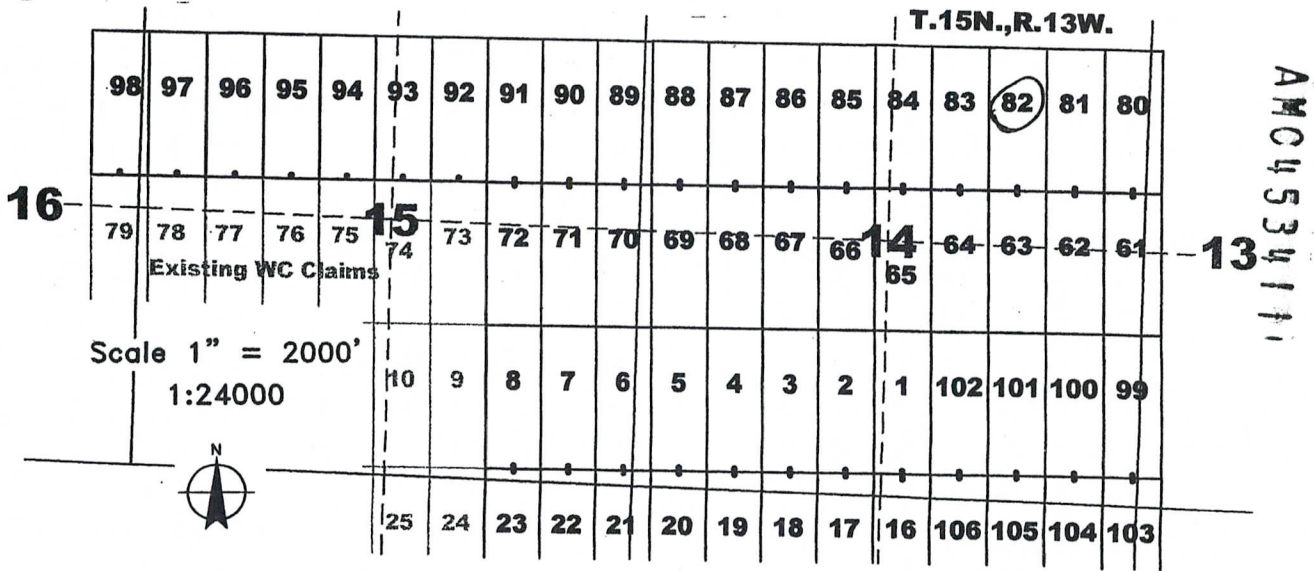 T.15N.,R.13W.
98 97 96 95 94 93 92 91 90 89 88 87 86 85 84 83 82 81 80
16 15 14 13
79 78 77 76 75 74 73 72 71 70 69 68 67 66 65 64 63 62 61
Existing WC Claims
Scale 1" = 2000'
1:24000
10 9 8 7 6 5 4 3 2 1 102 101 100 99
N
25 24 23 22 21 20 19 18 17 16 106 105 104 103